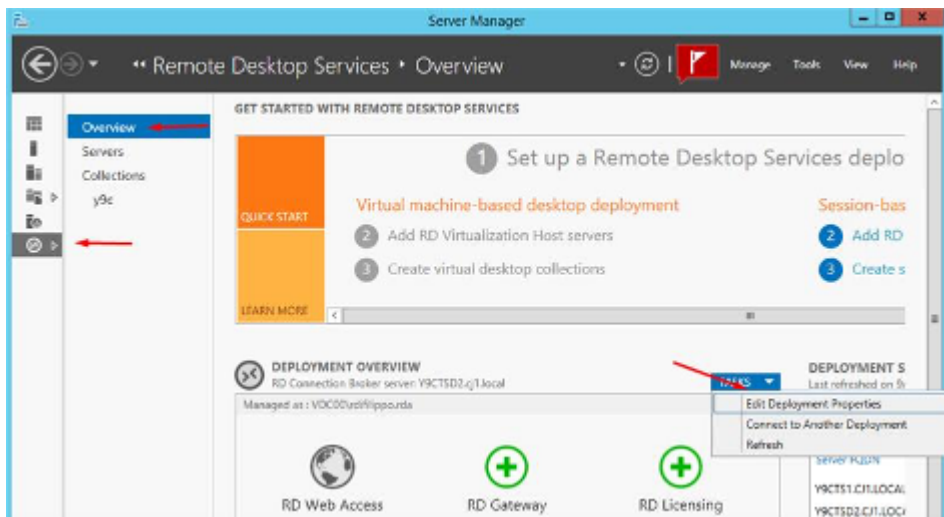 Server Manager
Remote Desktop Services • Overview
Manage Tools View Help
Overview
Servers
Collections
y9c
GET STARTED WITH REMOTE DESKTOP SERVICES
1 Set up a Remote Desktop Services deplo
QUICK START
LEARN MORE
Virtual machine-based desktop deployment
2 Add RD Virtualization Host servers
3 Create virtual desktop collections
Session-bas
2 Add RD
3 Create s
DEPLOYMENT OVERVIEW
RD Connection Broker server: Y9CTSD2.cj1.local
Managed as :
TASKS
Edit Deployment Properties
Connect to Another Deployment
Refresh
RD Web Access
RD Gateway
RD Licensing
DEPLOYMENT S
Last refreshed on
Server FQDN
Y9CTS1.CJ1.LOCAL
Y9CTSD2.CJ1.LOC